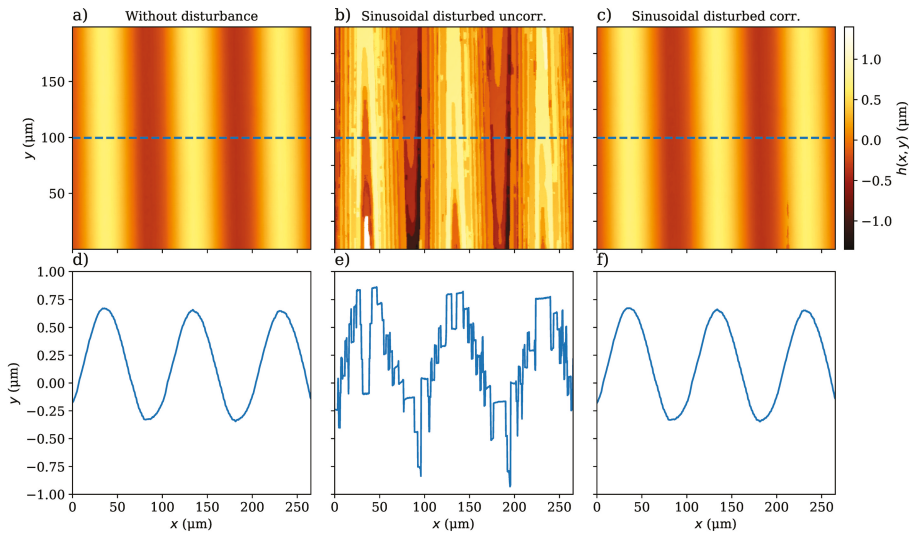 a) Without disturbance
b) Sinusoidal disturbed uncorr.
c) Sinusoidal disturbed corr.
y (μm)
150
100
50
1.0
0.5
0.0
−0.5
−1.0
h(x, y) (μm)
d)
e)
f)
y (μm)
1.00
0.75
0.50
0.25
0.00
−0.25
−0.50
−0.75
−1.00
0 50 100 150 200 250
0 50 100 150 200 250
0 50 100 150 200 250
x (μm)
x (μm)
x (μm)